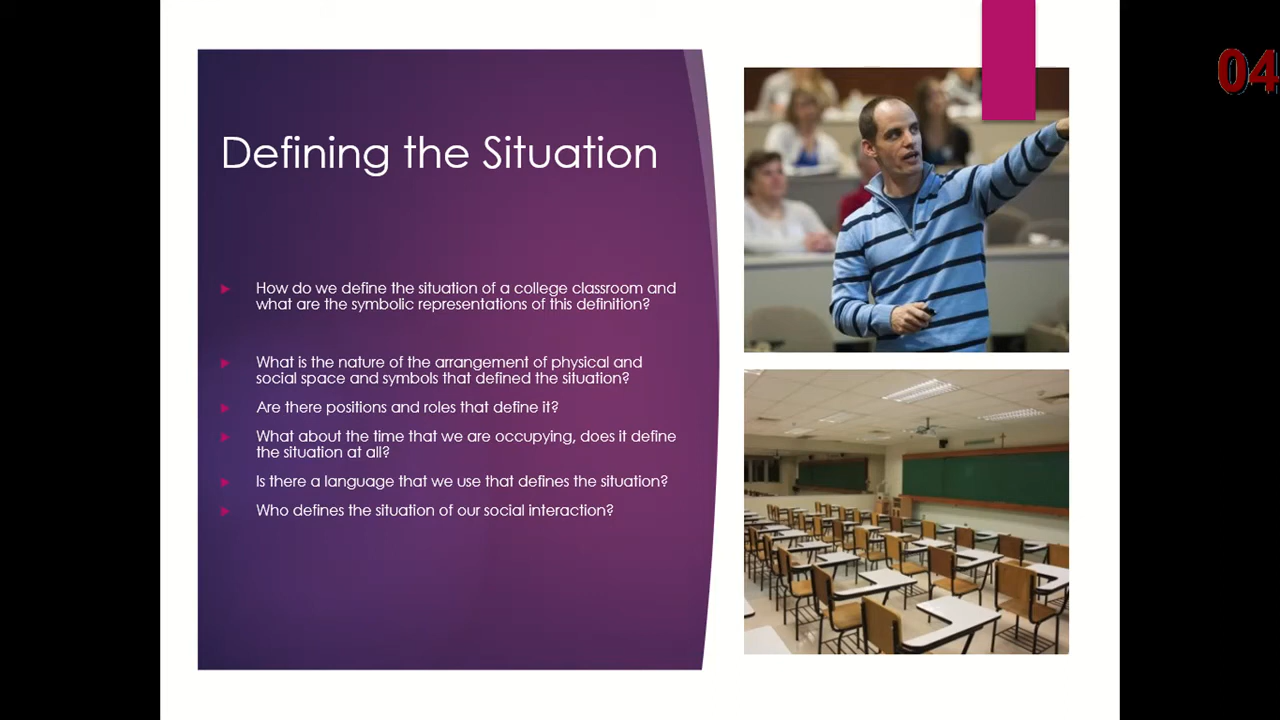 Defining the Situation
How do we define the situation of a college classroom and
what are the symbolic representations of this definition?
What is the nature of the arrangement of physical and
social space and symbols that defined the situation?
Are there positions and roles that define it?
What about the time that we are occupying, does it define
the situation at all?
Is there a language that we use that defines the situation?
Who defines the situation of our social interaction?
04